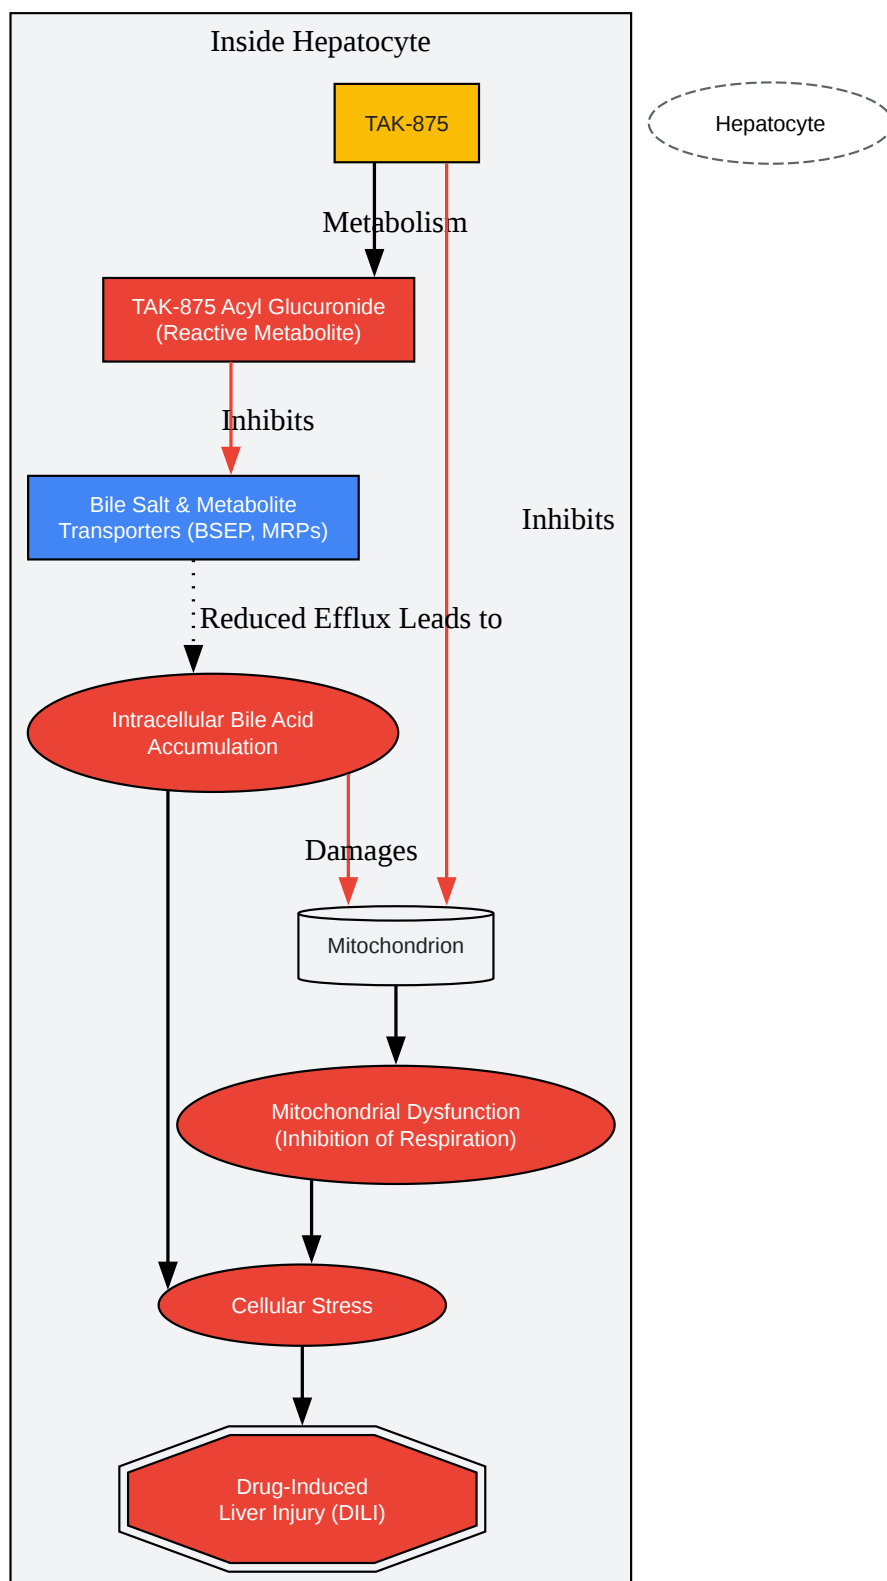 Inside Hepatocyte
TAK-875
Hepatocyte
Metabolism
TAK-875 Acyl Glucuronide
(Reactive Metabolite)
Inhibits
Bile Salt & Metabolite
Transporters (BSEP, MRPs)
Inhibits
Reduced Efflux Leads to
Intracellular Bile Acid
Accumulation
Damages
Mitochondrion
Mitochondrial Dysfunction
(Inhibition of Respiration)
Cellular Stress
Drug-Induced
Liver Injury (DILI)